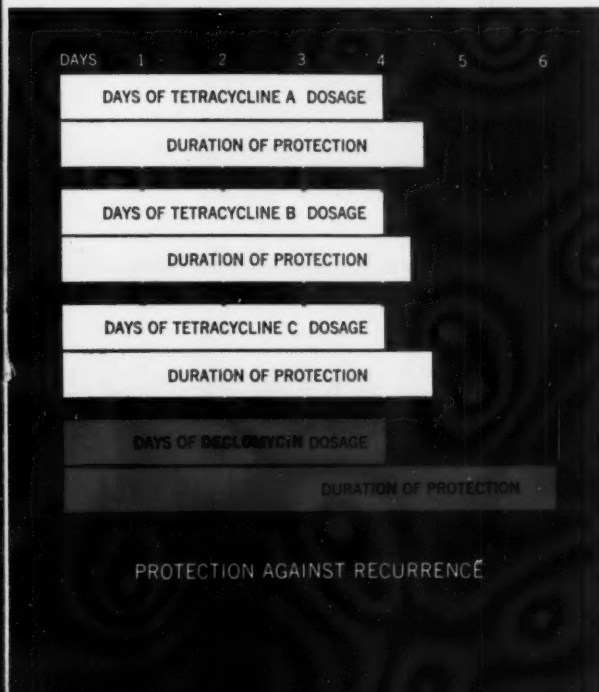 DAYS 1 2 3 4 5 6
DAYS OF TETRACYCLINE A DOSAGE
DURATION OF PROTECTION
DAYS OF TETRACYCLINE B DOSAGE
DURATION OF PROTECTION
DAYS OF TETRACYCLINE C DOSAGE
DURATION OF PROTECTION
DAYS OF DECLOMYCIN DOSAGE
DURATION OF PROTECTION
PROTECTION AGAINST RECURRENCE